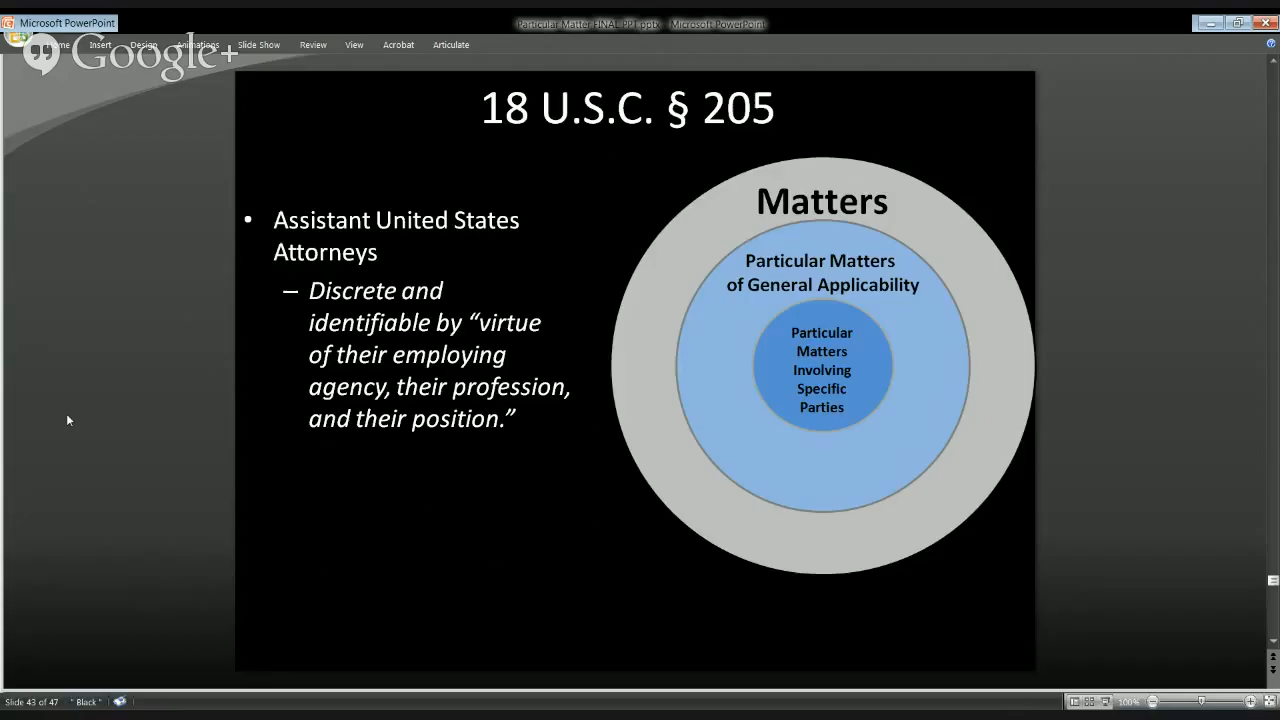 Microsoft PowerPoint
Particular Matter FINAL PPT.pptx - Microsoft PowerPoint
Home Insert Design Animations Slide Show Review View Acrobat Articulate
Google+
18 U.S.C. § 205
• Assistant United States
Attorneys
– Discrete and
identifiable by “virtue
of their employing
agency, their profession,
and their position.”
Matters
Particular Matters
of General Applicability
Particular
Matters
Involving
Specific
Parties
Slide 43 of 47 "Black" 100%